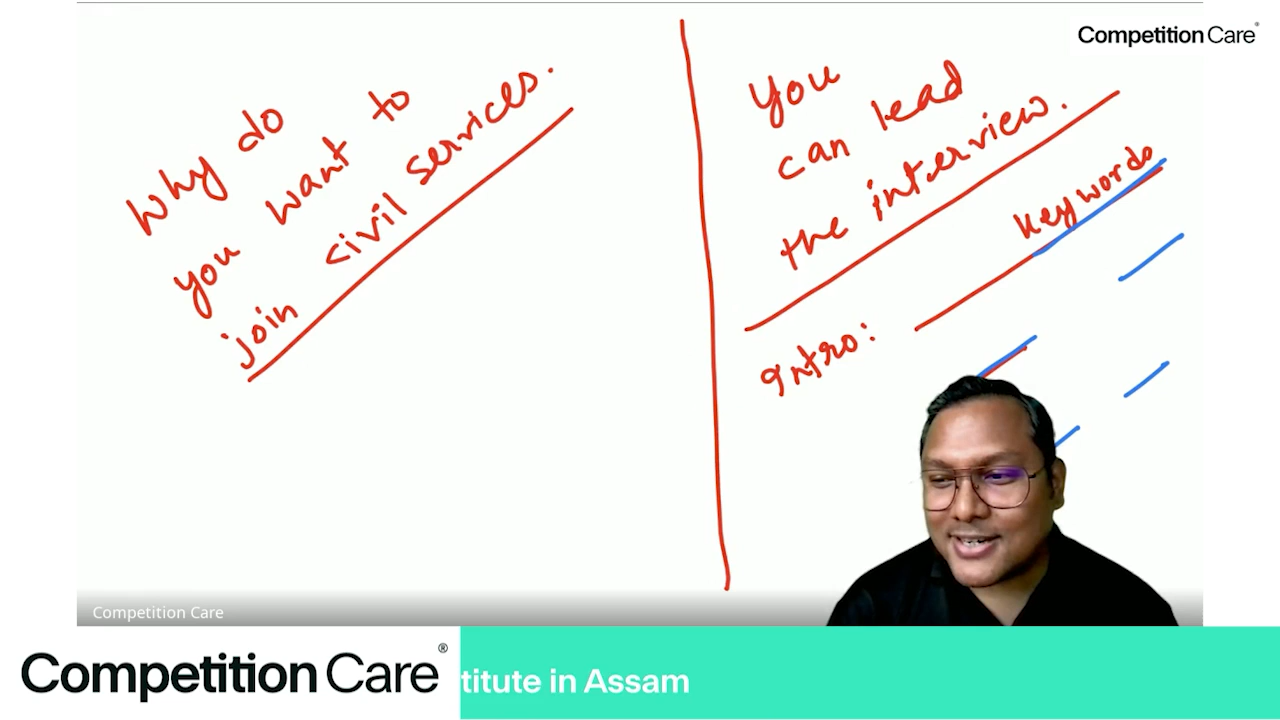 Competition Care®
Why do
you want to
join civil services.
You
can lead
the interview.
Keywords
Intro:
Competition Care
Competition Care®
titute in Assam